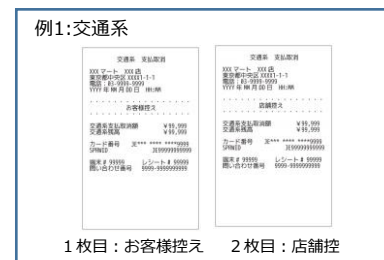 例1:交通系
交通系 支払取消
XXX マート XXX 店
東京都中央区 XXXX1-1-1
電話：03-9999-9999
YYYY 年 MM 月 DD 日 HH:MM
お客様控え
交通系支払取消額 ￥99,999
交通系残高 ￥99,999
カード番号 JE*** **** ****9999
SPRWID JE99999999999
端末＃99999 レシート＃99999
問い合わせ番号 9999-9999999999
1枚目：お客様控え
交通系 支払取消
XXX マート XXX 店
東京都中央区 XXXX1-1-1
電話：03-9999-9999
YYYY 年 MM 月 DD 日 HH:MM
店舗控え
交通系支払取消額 ￥99,999
交通系残高 ￥99,999
カード番号 JE*** **** ****9999
SPRWID JE99999999999
端末＃99999 レシート＃99999
問い合わせ番号 9999-9999999999
2枚目：店舗控